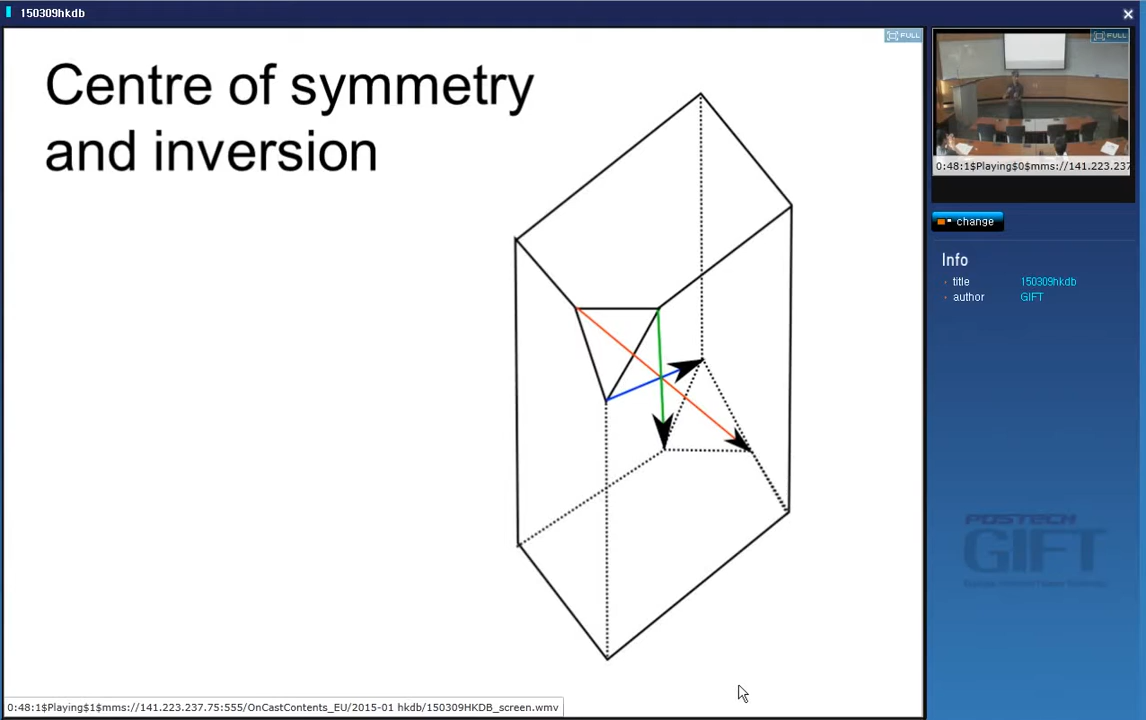 150309hkdb
FULL
Centre of symmetry
and inversion
FULL
0:48:1$Playing$0$mms://141.223.237
change
Info
title 150309hkdb
author GIFT
POSTECH
GIFT
0:48:1$Playing$1$mms://141.223.237.75:555/OnCastContents_EU/2015-01 hkdb/150309HKDB_screen.wmv